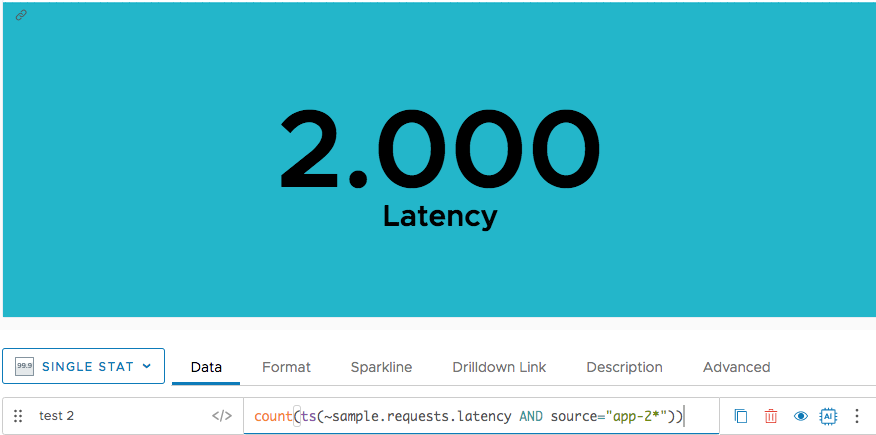 2.000
Latency
99.9 SINGLE STAT Data Format Sparkline Drilldown Link Description Advanced
test 2 </> count(ts(~sample.requests.latency AND source="app-2*")) AI